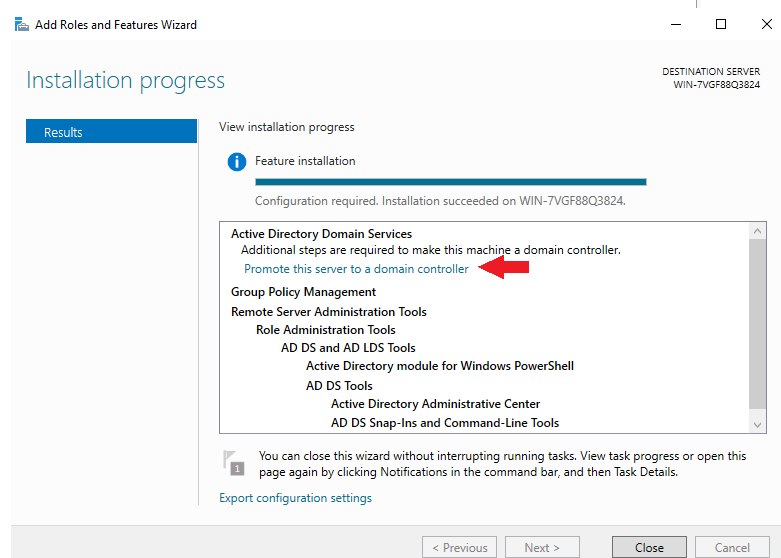 Add Roles and Features Wizard
Installation progress
DESTINATION SERVER
WIN-7VGF88Q3824
Results
View installation progress
Feature installation
Configuration required. Installation succeeded on WIN-7VGF88Q3824.
Active Directory Domain Services
Additional steps are required to make this machine a domain controller.
Promote this server to a domain controller
Group Policy Management
Remote Server Administration Tools
Role Administration Tools
AD DS and AD LDS Tools
Active Directory module for Windows PowerShell
AD DS Tools
Active Directory Administrative Center
AD DS Snap-Ins and Command-Line Tools
1
You can close this wizard without interrupting running tasks. View task progress or open this
page again by clicking Notifications in the command bar, and then Task Details.
Export configuration settings
< Previous
Next >
Close
Cancel